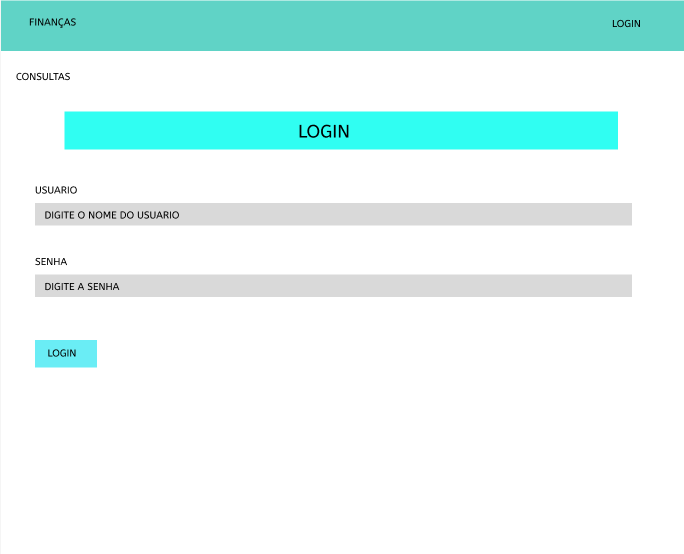 FINANÇAS
LOGIN
CONSULTAS
LOGIN
USUARIO
DIGITE O NOME DO USUARIO
SENHA
DIGITE A SENHA
LOGIN